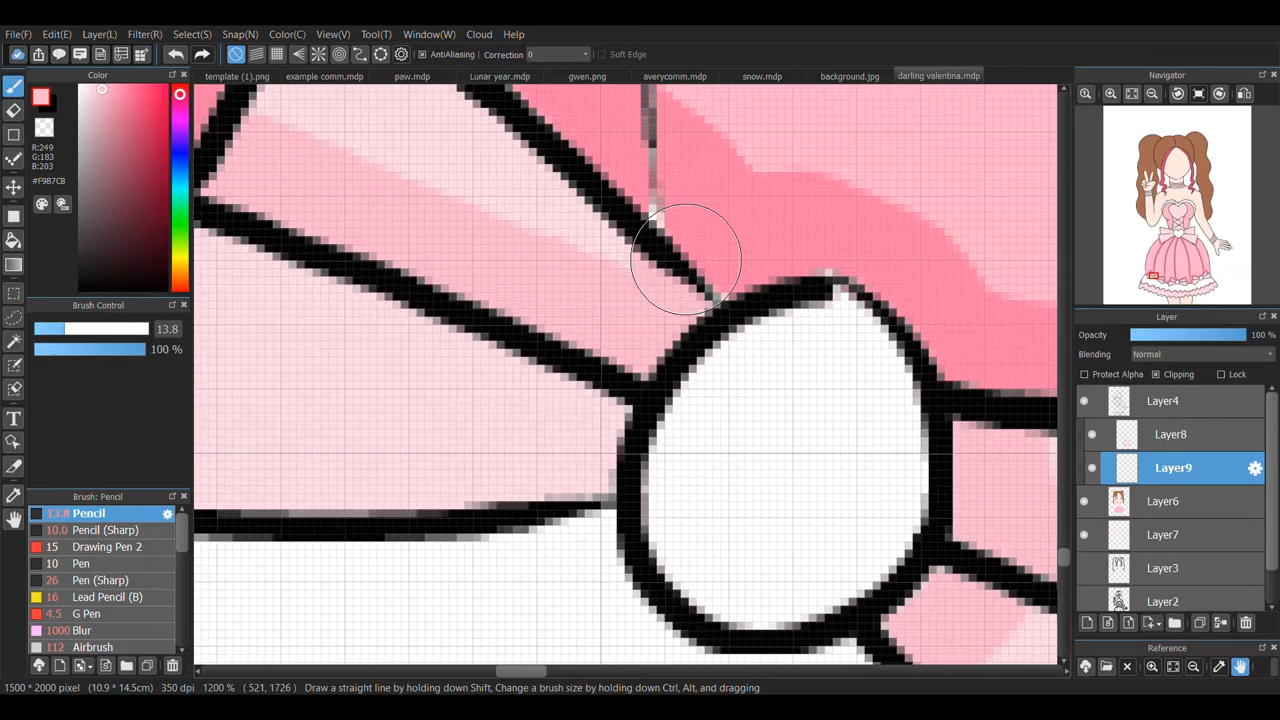 File(F) Edit(E) Layer(L) Filter(R) Select(S) Snap(N) Color(C) View(V) Tool(T) Window(W) Cloud Help
AntiAliasing Correction 0 Soft Edge
Color
template (1).png example comm.mdp paw.mdp Lunar year.mdp gwen.png averycomm.mdp snow.mdp background.jpg darling valentina.mdp
Navigator
R:249
G:183
B:203
#F9B7CB
Brush Control
13.8
100 %
Layer
Opacity 100 %
Blending Normal
Protect Alpha Clipping Lock
Layer4
Layer8
Layer9
Layer6
Layer7
Layer3
Layer2
Brush: Pencil
13.8 Pencil
10.0 Pencil (Sharp)
15 Drawing Pen 2
10 Pen
26 Pen (Sharp)
16 Lead Pencil (B)
4.5 G Pen
1000 Blur
112 Airbrush
Reference
1500 * 2000 pixel (10.9 * 14.5cm) 350 dpi 1200 % (521, 1726) Draw a straight line by holding down Shift, Change a brush size by holding down Ctrl, Alt, and dragging